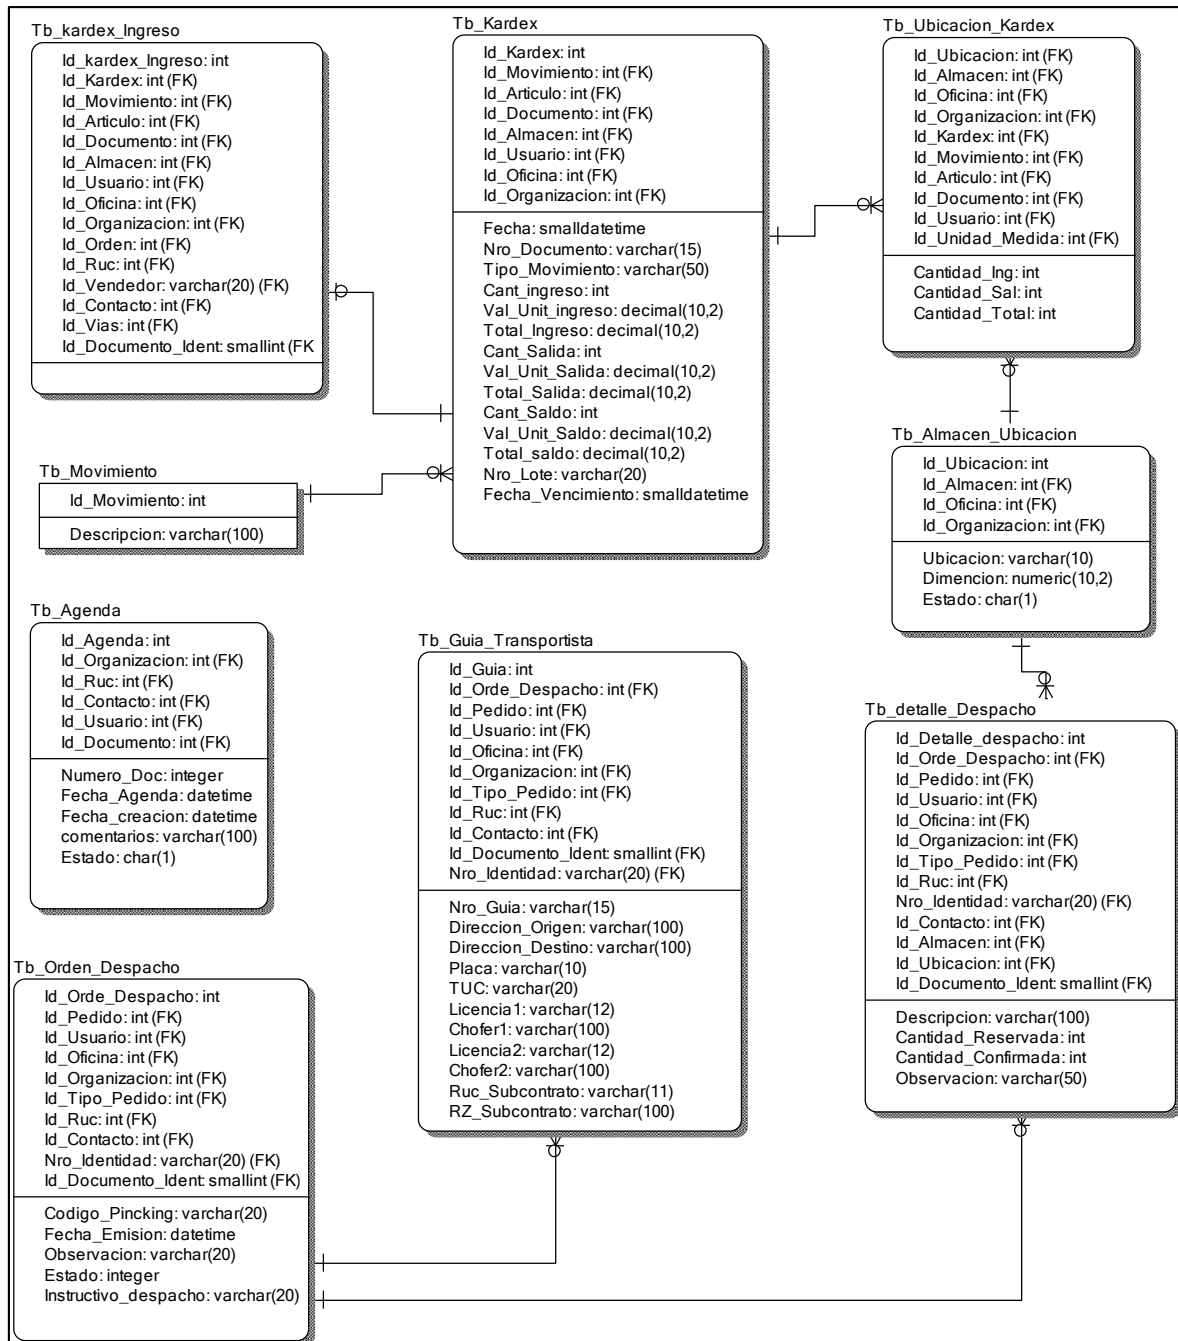 Tb_kardex_Ingreso
Id_kardex_Ingreso: int
Id_Kardex: int (FK)
Id_Movimiento: int (FK)
Id_Articulo: int (FK)
Id_Documento: int (FK)
Id_Almacen: int (FK)
Id_Usuario: int (FK)
Id_Oficina: int (FK)
Id_Organizacion: int (FK)
Id_Orden: int (FK)
Id_Ruc: int (FK)
Id_Vendedor: varchar(20) (FK)
Id_Contacto: int (FK)
Id_Vias: int (FK)
Id_Documento_Ident: smallint (FK
Tb_Kardex
Id_Kardex: int
Id_Movimiento: int (FK)
Id_Articulo: int (FK)
Id_Documento: int (FK)
Id_Almacen: int (FK)
Id_Usuario: int (FK)
Id_Oficina: int (FK)
Id_Organizacion: int (FK)
Fecha: smalldatetime
Nro_Documento: varchar(15)
Tipo_Movimiento: varchar(50)
Cant_ingreso: int
Val_Unit_ingreso: decimal(10,2)
Total_Ingreso: decimal(10,2)
Cant_Salida: int
Val_Unit_Salida: decimal(10,2)
Total_Salida: decimal(10,2)
Cant_Saldo: int
Val_Unit_Saldo: decimal(10,2)
Total_saldo: decimal(10,2)
Nro_Lote: varchar(20)
Fecha_Vencimiento: smalldatetime
Tb_Ubicacion_Kardex
Id_Ubicacion: int (FK)
Id_Almacen: int (FK)
Id_Oficina: int (FK)
Id_Organizacion: int (FK)
Id_Kardex: int (FK)
Id_Movimiento: int (FK)
Id_Articulo: int (FK)
Id_Documento: int (FK)
Id_Usuario: int (FK)
Id_Unidad_Medida: int (FK)
Cantidad_Ing: int
Cantidad_Sal: int
Cantidad_Total: int
Tb_Movimiento
Id_Movimiento: int
Descripcion: varchar(100)
Tb_Almacen_Ubicacion
Id_Ubicacion: int
Id_Almacen: int (FK)
Id_Oficina: int (FK)
Id_Organizacion: int (FK)
Ubicacion: varchar(10)
Dimencion: numeric(10,2)
Estado: char(1)
Tb_Agenda
Id_Agenda: int
Id_Organizacion: int (FK)
Id_Ruc: int (FK)
Id_Contacto: int (FK)
Id_Usuario: int (FK)
Id_Documento: int (FK)
Numero_Doc: integer
Fecha_Agenda: datetime
Fecha_creacion: datetime
comentarios: varchar(100)
Estado: char(1)
Tb_Guia_Transportista
Id_Guia: int
Id_Orde_Despacho: int (FK)
Id_Pedido: int (FK)
Id_Usuario: int (FK)
Id_Oficina: int (FK)
Id_Organizacion: int (FK)
Id_Tipo_Pedido: int (FK)
Id_Ruc: int (FK)
Id_Contacto: int (FK)
Id_Documento_Ident: smallint (FK)
Nro_Identidad: varchar(20) (FK)
Nro_Guia: varchar(15)
Direccion_Origen: varchar(100)
Direccion_Destino: varchar(100)
Placa: varchar(10)
TUC: varchar(20)
Licencia1: varchar(12)
Chofer1: varchar(100)
Licencia2: varchar(12)
Chofer2: varchar(100)
Ruc_Subcontrato: varchar(11)
RZ_Subcontrato: varchar(100)
Tb_detalle_Despacho
Id_Detalle_despacho: int
Id_Orde_Despacho: int (FK)
Id_Pedido: int (FK)
Id_Usuario: int (FK)
Id_Oficina: int (FK)
Id_Organizacion: int (FK)
Id_Tipo_Pedido: int (FK)
Id_Ruc: int (FK)
Nro_Identidad: varchar(20) (FK)
Id_Contacto: int (FK)
Id_Almacen: int (FK)
Id_Ubicacion: int (FK)
Id_Documento_Ident: smallint (FK)
Descripcion: varchar(100)
Cantidad_Reservada: int
Cantidad_Confirmada: int
Observacion: varchar(50)
Tb_Orden_Despacho
Id_Orde_Despacho: int
Id_Pedido: int (FK)
Id_Usuario: int (FK)
Id_Oficina: int (FK)
Id_Organizacion: int (FK)
Id_Tipo_Pedido: int (FK)
Id_Ruc: int (FK)
Id_Contacto: int (FK)
Nro_Identidad: varchar(20) (FK)
Id_Documento_Ident: smallint (FK)
Codigo_Pincking: varchar(20)
Fecha_Emision: datetime
Observacion: varchar(20)
Estado: integer
Instructivo_despacho: varchar(20)